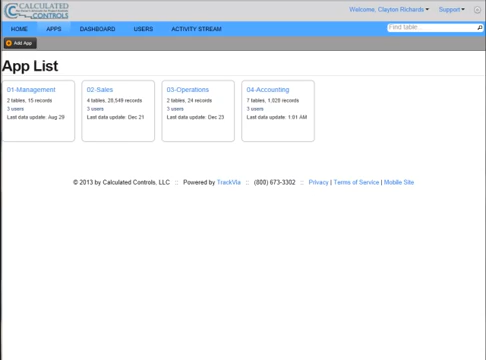 CALCULATED
CONTROLS
Welcome, Clayton Richards
Support
HOME APPS DASHBOARD USERS ACTIVITY STREAM
Find table...
Add App
App List
01-Management
2 tables, 15 records
3 users
Last data update: Aug 29
02-Sales
4 tables, 28,549 records
3 users
Last data update: Dec 21
03-Operations
2 tables, 24 records
3 users
Last data update: Dec 23
04-Accounting
7 tables, 1,028 records
3 users
Last data update: 1:01 AM
© 2013 by Calculated Controls, LLC :: Powered by TrackVia :: (800) 673-3302 :: Privacy | Terms of Service | Mobile Site